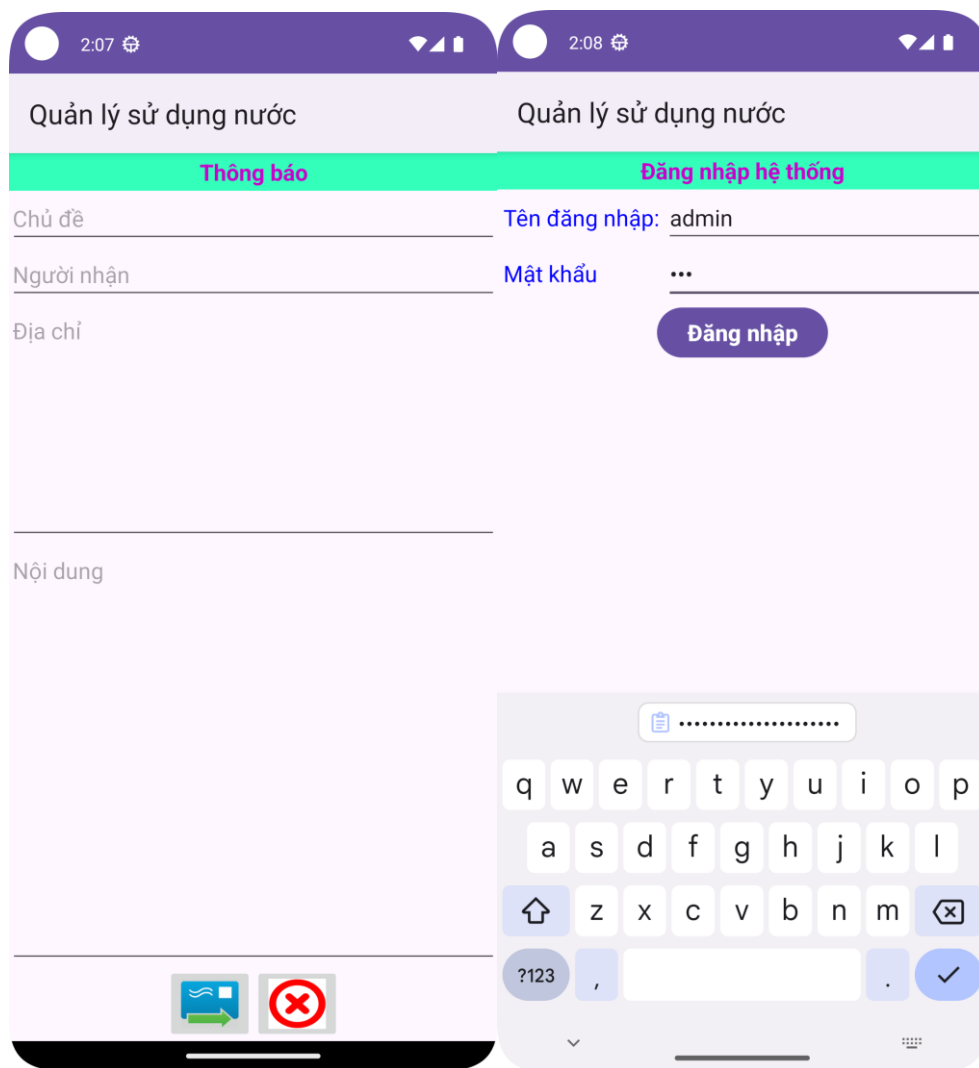 2:07
Quản lý sử dụng nước
Thông báo
Chủ đề
Người nhận
Địa chỉ
Nội dung
2:08
Quản lý sử dụng nước
Đăng nhập hệ thống
Tên đăng nhập: admin
Mật khẩu •••
Đăng nhập
•••••••••••••••••••••
q w e r t y u i o p
a s d f g h j k l
z x c v b n m
?123 , .